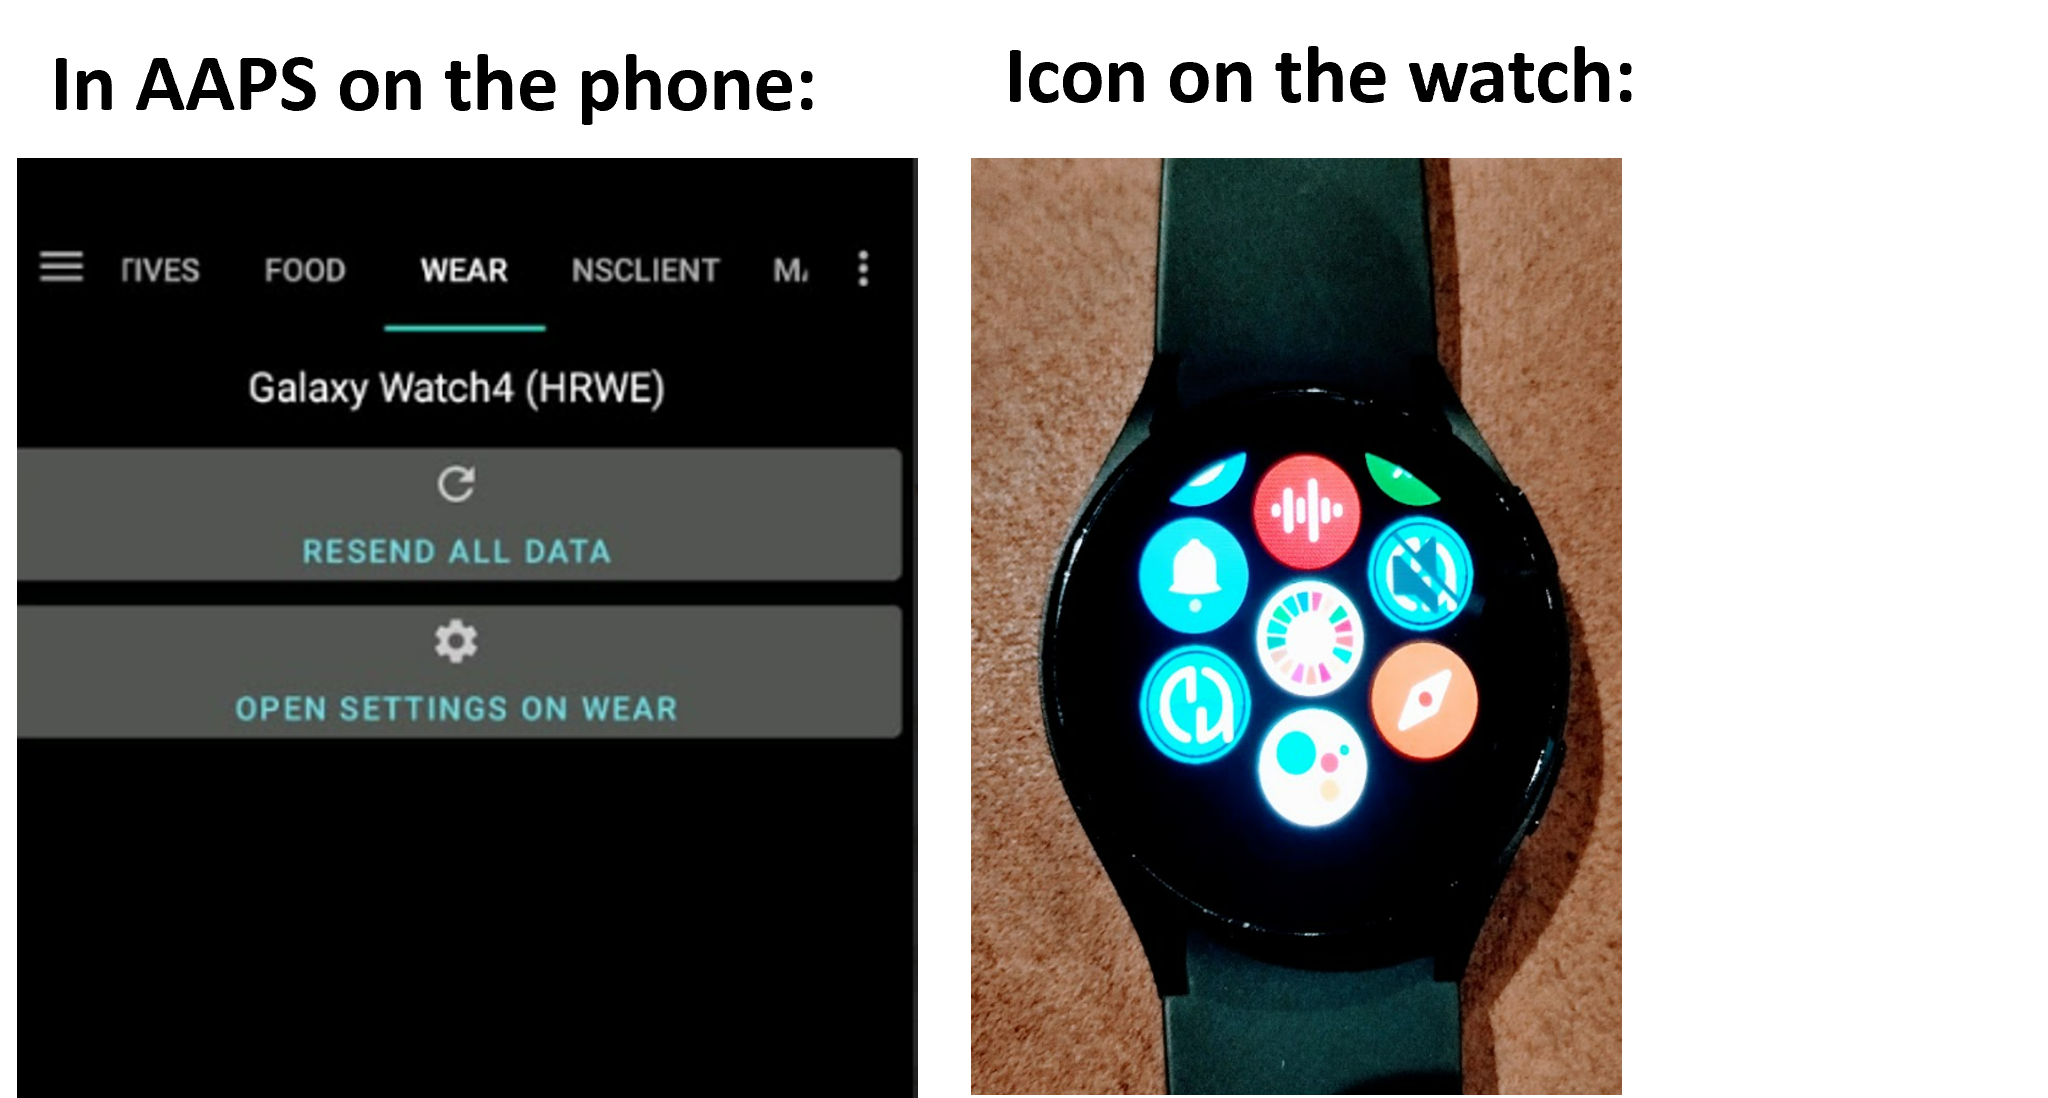 In AAPS on the phone:
Icon on the watch:
TIVES FOOD WEAR NSCLIENT
Galaxy Watch4 (HRWE)
RESEND ALL DATA
OPEN SETTINGS ON WEAR